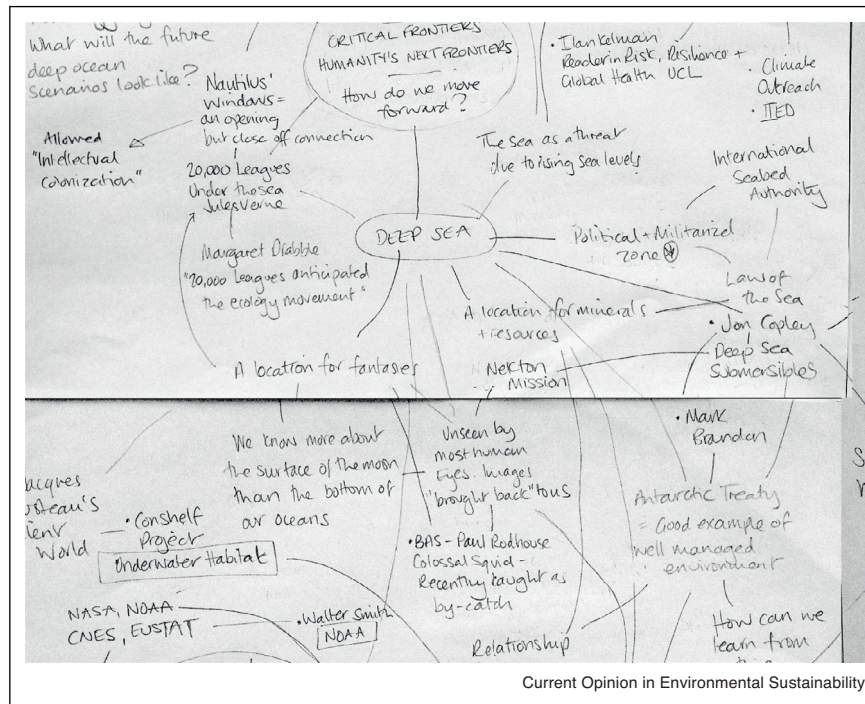 What will the future
deep ocean
Scenarios look like?
CRITICAL FRONTIERS
HUMANITY'S NEXT FRONTIERS
How do we move
forward?
• Ilan Kelman
Reader in Risk, Resilience +
Global Health UCL
• Climate
Outreach
• IIED
Nautilus'
Windows =
an opening
but close off connection
Allowed
"Intellectual
Colonization"
20,000 Leagues
Under the sea
Jules Verne
The sea as a threat
due to rising sea levels
International
Seabed
Authority
DEEP SEA
Political + Militarized
Zone
Margaret Drabble
"20,000 Leagues anticipated
the ecology movement"
Law of
the Sea
A location for minerals
+ resources
• Jon Copley
Deep Sea
Submersibles
A location for fantasies
Nekton
Mission
We know more about
the surface of the moon
than the bottom of
our oceans
Unseen by
most human
Eyes. Images
"brought back" to us
• Mark
Brandon
acques
usteau's
ient
World
• Conshelf
Project
Underwater Habitat
Antarctic Treaty
= Good example of
well managed
environment
• BAS - Paul Rodhouse
Colossal Squid -
Recently caught as
by-catch
NASA, NOAA
CNES, EUSTAT
• Walter Smith
NOAA
Relationship
How can we
learn from
Current Opinion in Environmental Sustainability